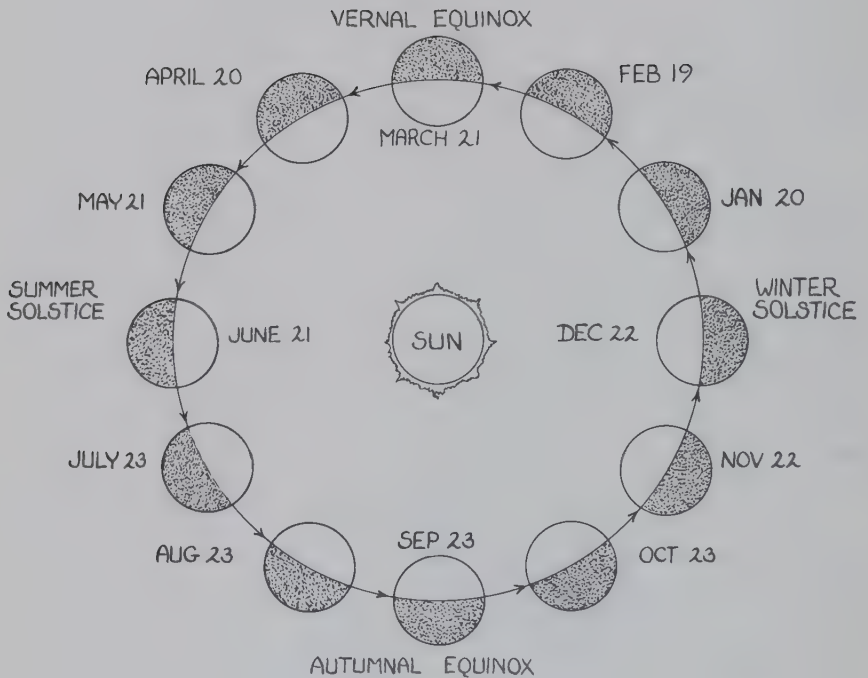 VERNAL EQUINOX
APRIL 20
FEB 19
MARCH 21
MAY 21
JAN 20
SUMMER
SOLSTICE
JUNE 21
SUN
DEC 22
WINTER
SOLSTICE
JULY 23
NOV 22
AUG 23
SEP 23
OCT 23
AUTUMNAL EQUINOX